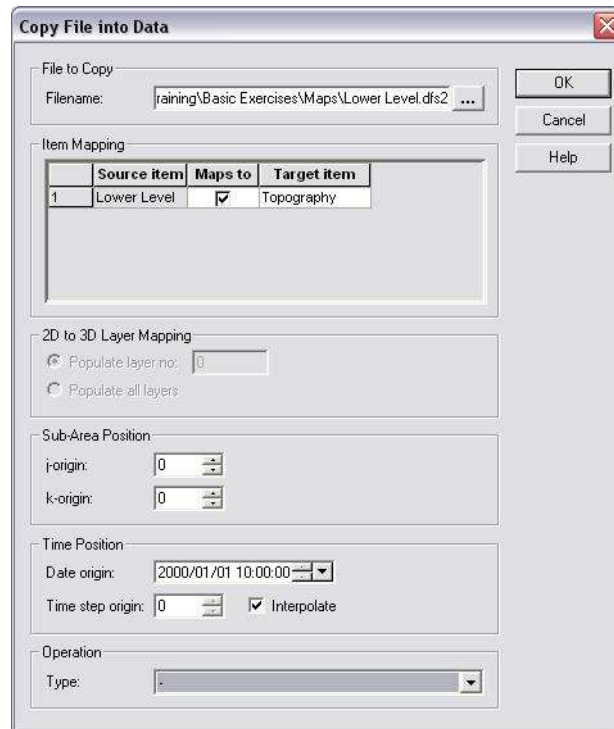 Copy File into Data
File to Copy
Filename: raining\Basic Exercises\Maps\Lower Level.dfs2 ...
OK
Cancel
Help
Item Mapping
Source item Maps to Target item
1 Lower Level Topography
2D to 3D Layer Mapping
Populate layer no: 0
Populate all layers
Sub-Area Position
j-origin: 0
k-origin: 0
Time Position
Date origin: 2000/01/01 10:00:00
Time step origin: 0 Interpolate
Operation
Type: -